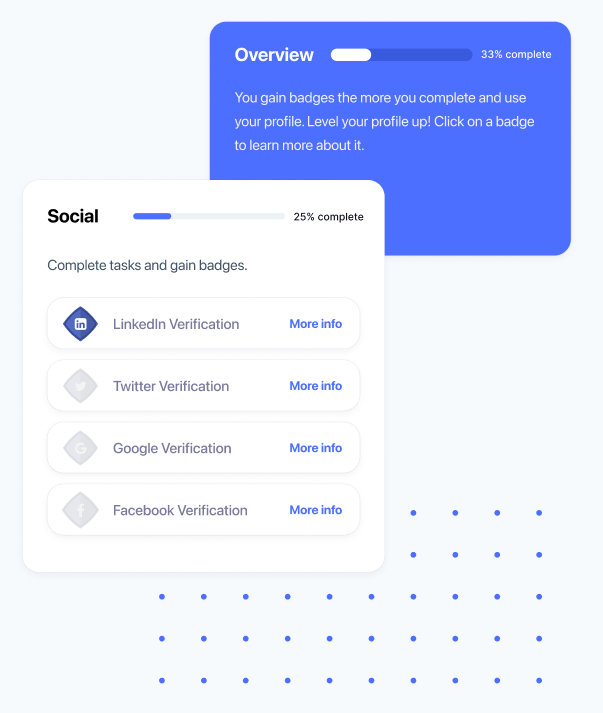 Overview
33% complete
You gain badges the more you complete and use
your profile. Level your profile up! Click on a badge
to learn more about it.
Social
25% complete
Complete tasks and gain badges.
in
LinkedIn Verification
More info
Twitter Verification
More info
G
Google Verification
More info
f
Facebook Verification
More info